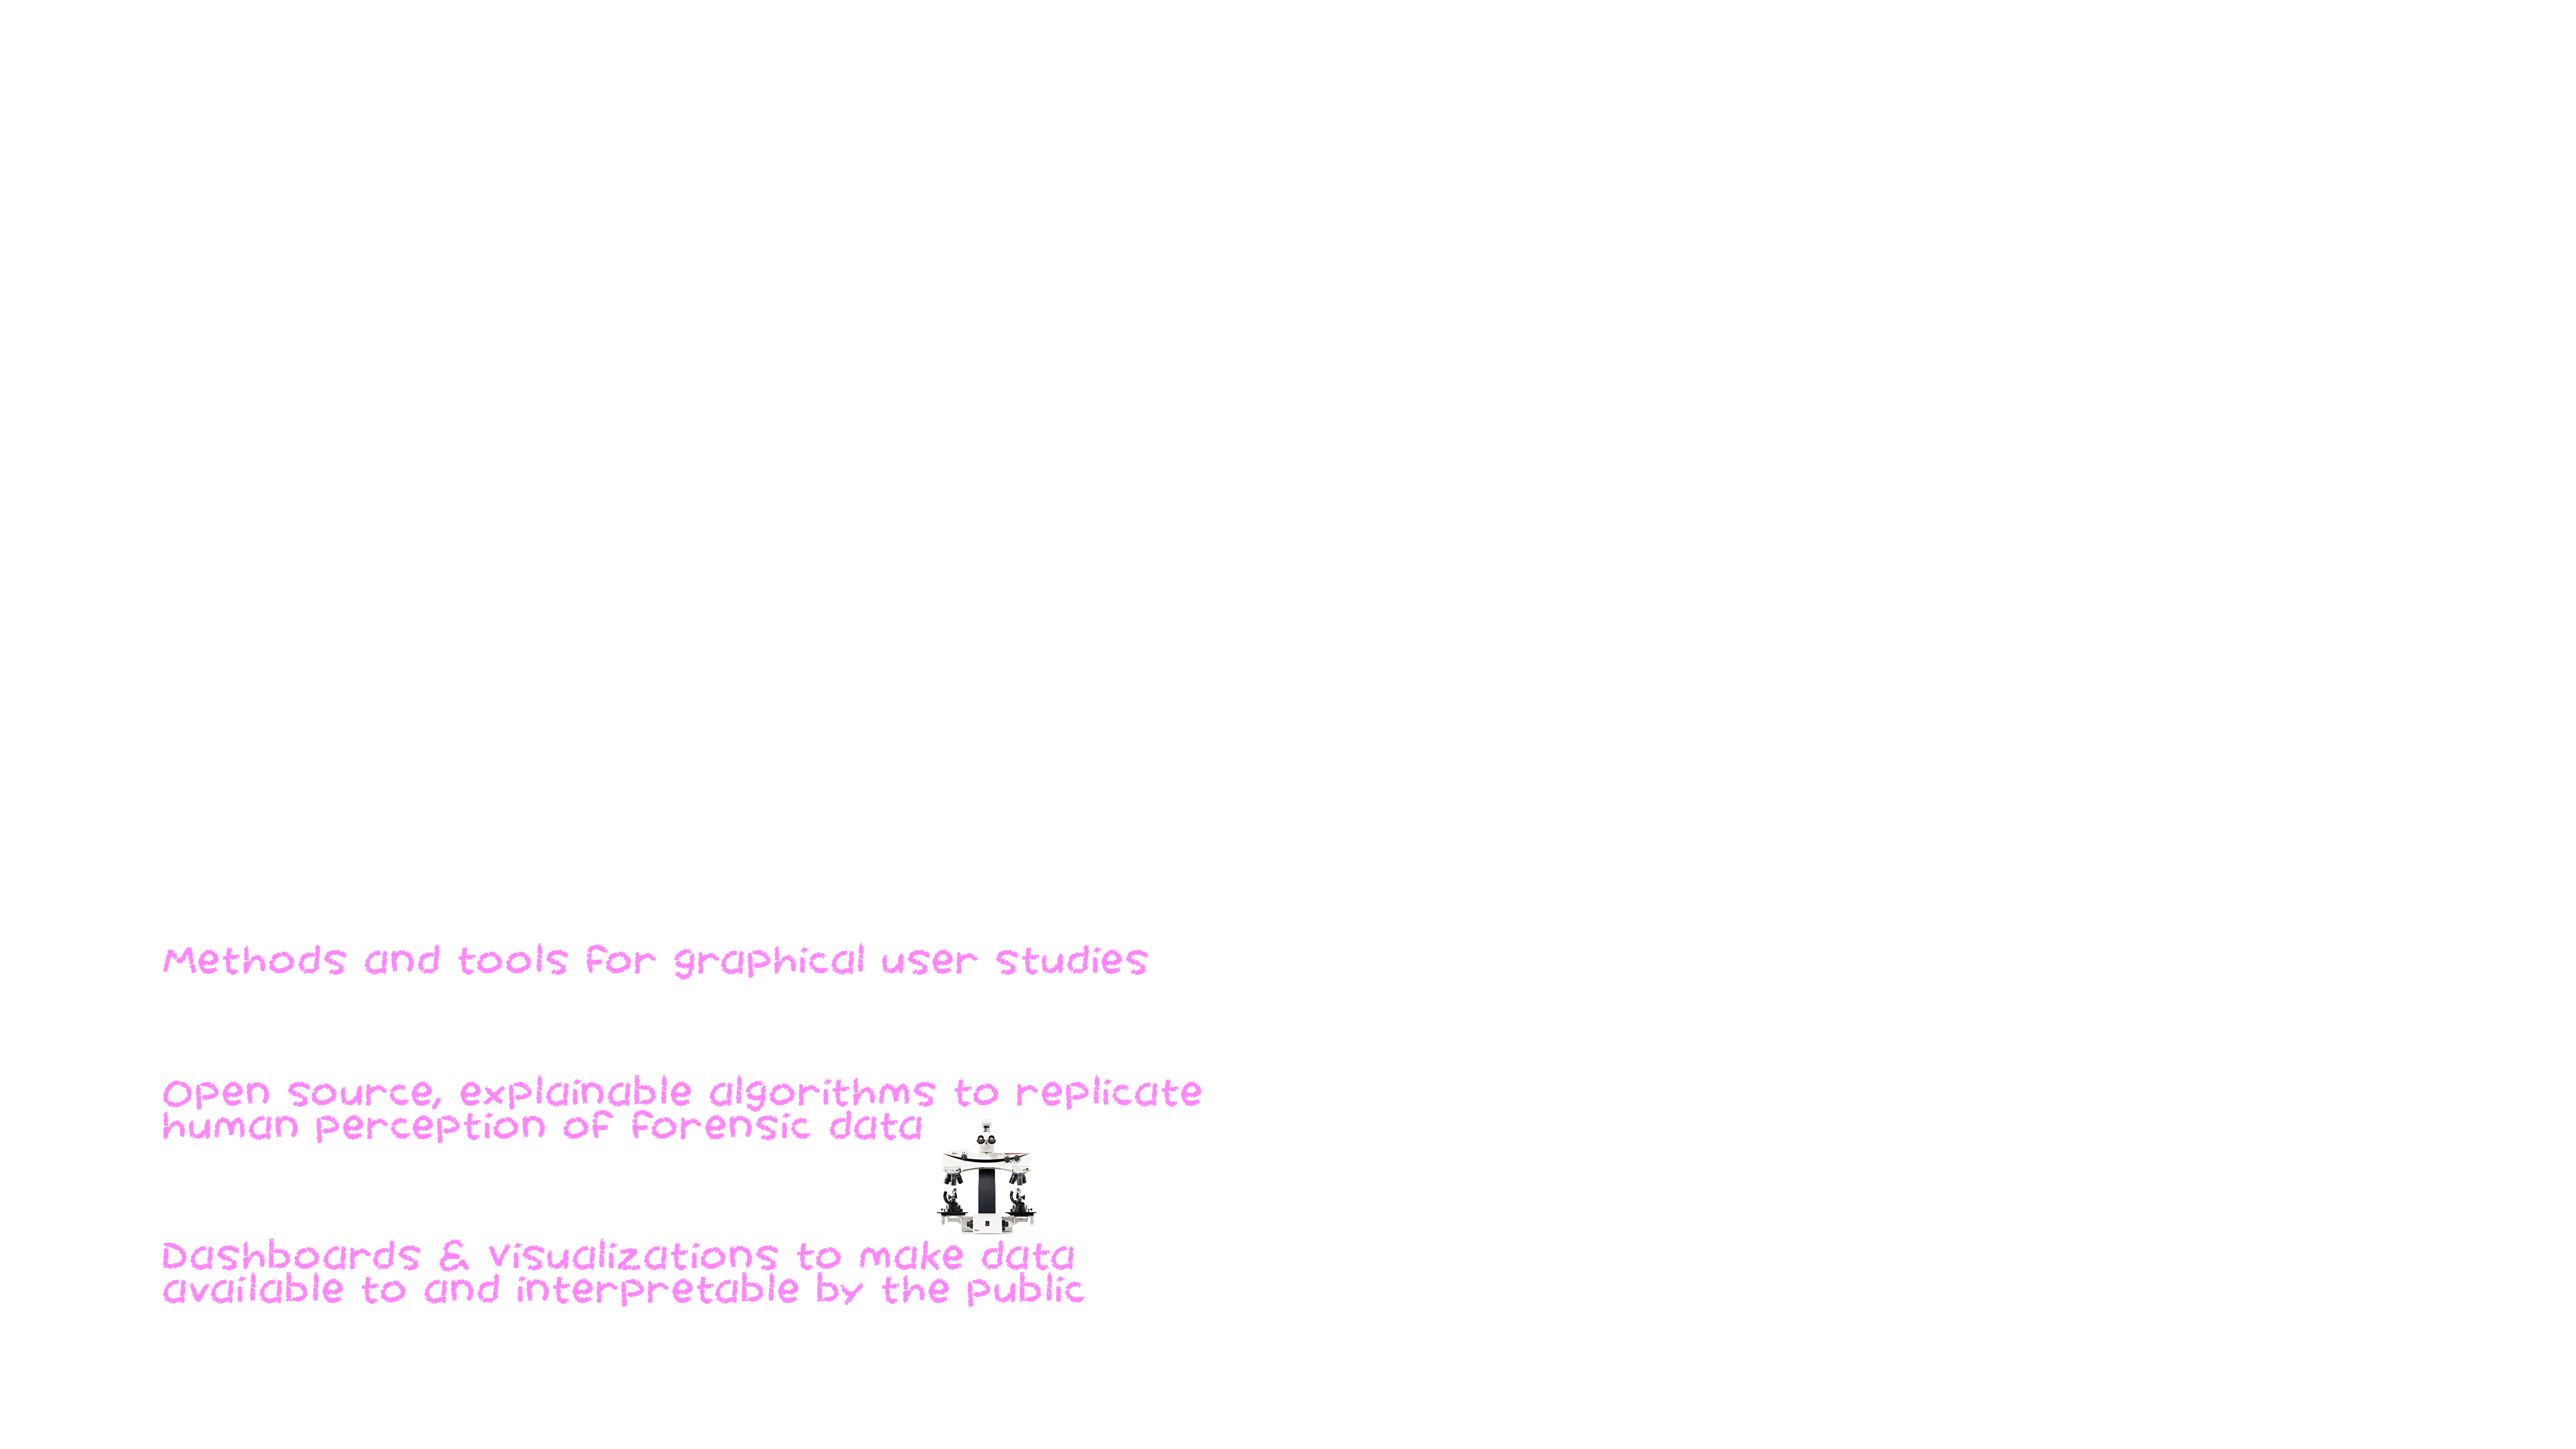 Methods and tools for graphical user studies
Open source, explainable algorithms to replicate
human perception of forensic data
Dashboards & Visualizations to make data
available to and interpretable by the public